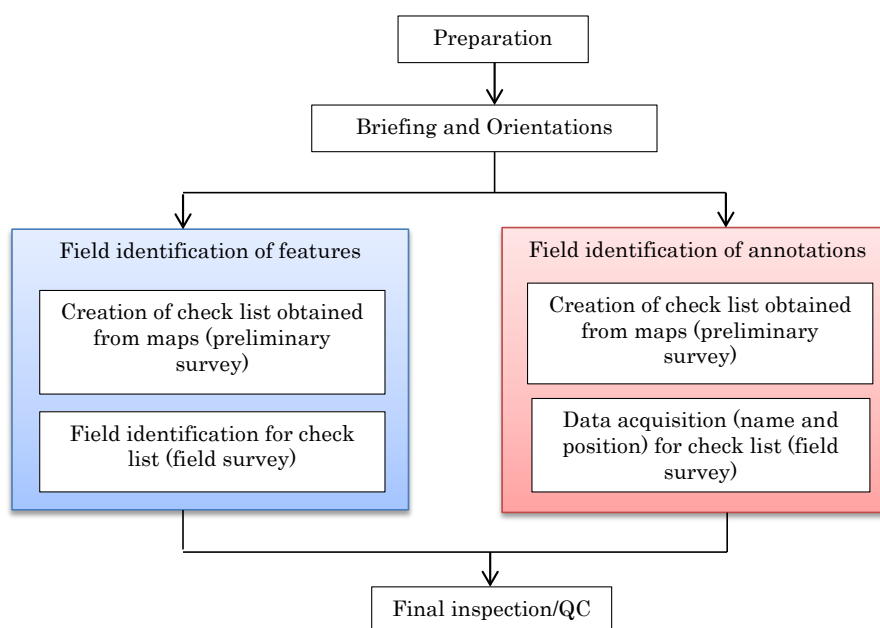 Preparation
Briefing and Orientations
Field identification of features
Creation of check list obtained
from maps (preliminary
survey)
Field identification for check
list (field survey)
Field identification of annotations
Creation of check list obtained
from maps (preliminary
survey)
Data acquisition (name and
position) for check list (field
survey)
Final inspection/QC